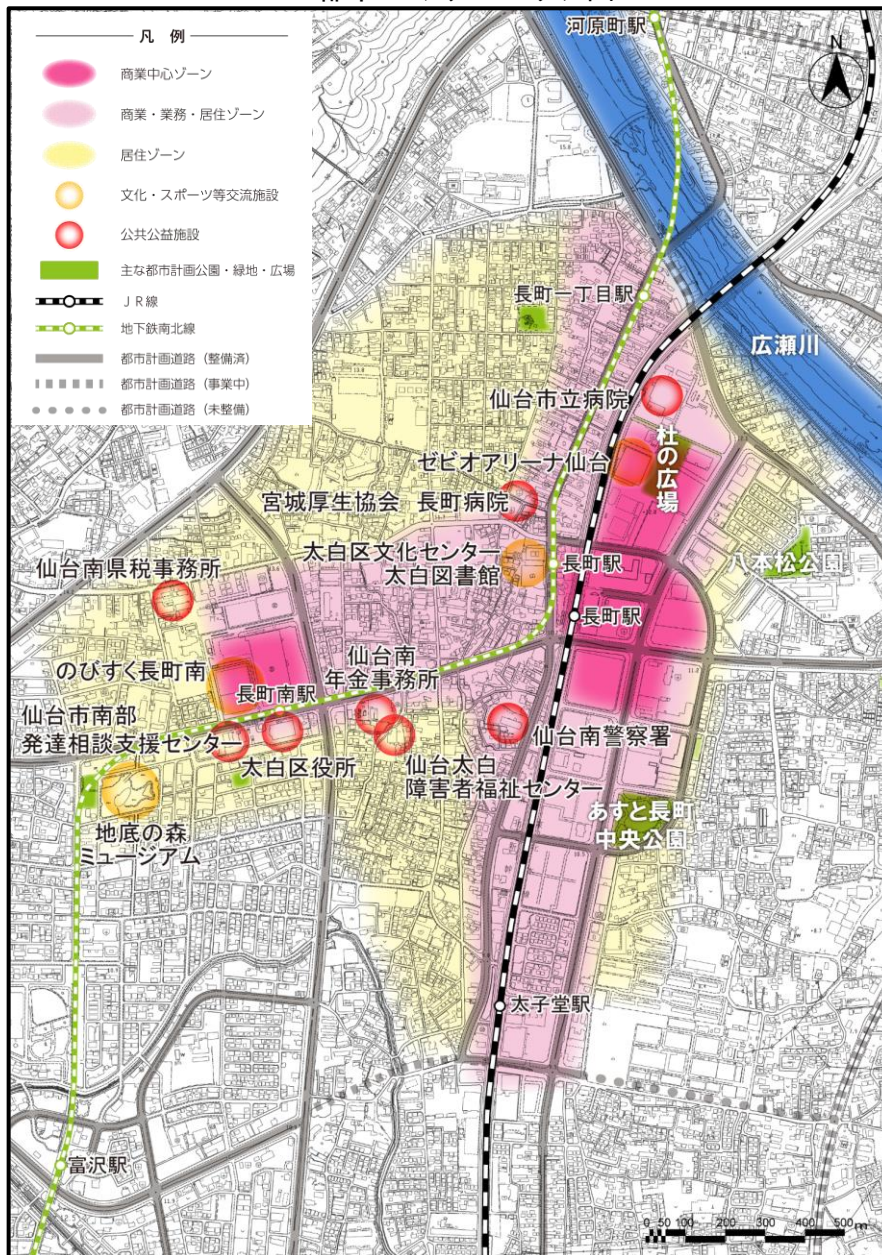 河原町駅
凡 例
商業中心ゾーン
商業・業務・居住ゾーン
居住ゾーン
文化・スポーツ等交流施設
公共公益施設
主な都市計画公園・緑地・広場
ＪＲ線
地下鉄南北線
都市計画道路（整備済）
都市計画道路（事業中）
都市計画道路（未整備）
N
長町一丁目駅
広瀬川
仙台市立病院
杜の広場
ゼビオアリーナ仙台
宮城厚生協会 長町病院
太白区文化センター
太白図書館
長町駅
八本松公園
仙台南県税事務所
長町駅
のびすく長町南
仙台南
年金事務所
長町南駅
仙台市南部
発達相談支援センター
太白区役所
仙台南警察署
仙台太白
障害者福祉センター
あすと長町
中央公園
地底の森
ミュージアム
太子堂駅
富沢駅
0 50 100 200 300 400 500m